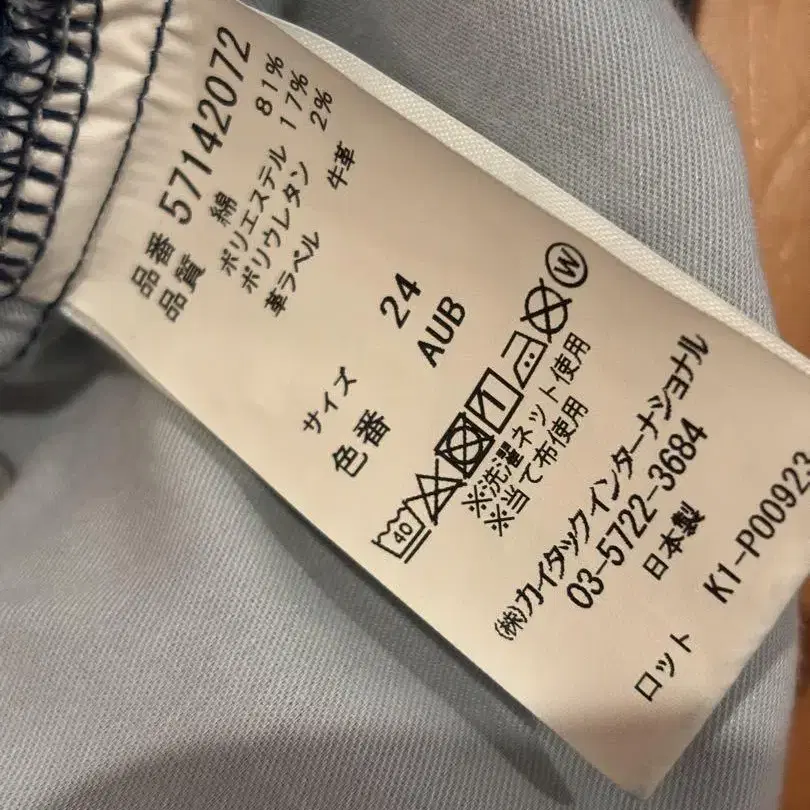 品番 57142072
品質 綿 81%
ポリエステル 17%
ポリウレタン 2%
革ラベル 牛革
サイズ 24
色番 AUB
40 1 W
※洗濯ネット使用
※当て布使用
㈱カイタックインターナショナル
03-5722-3684
日本製
ロット K1-P00923